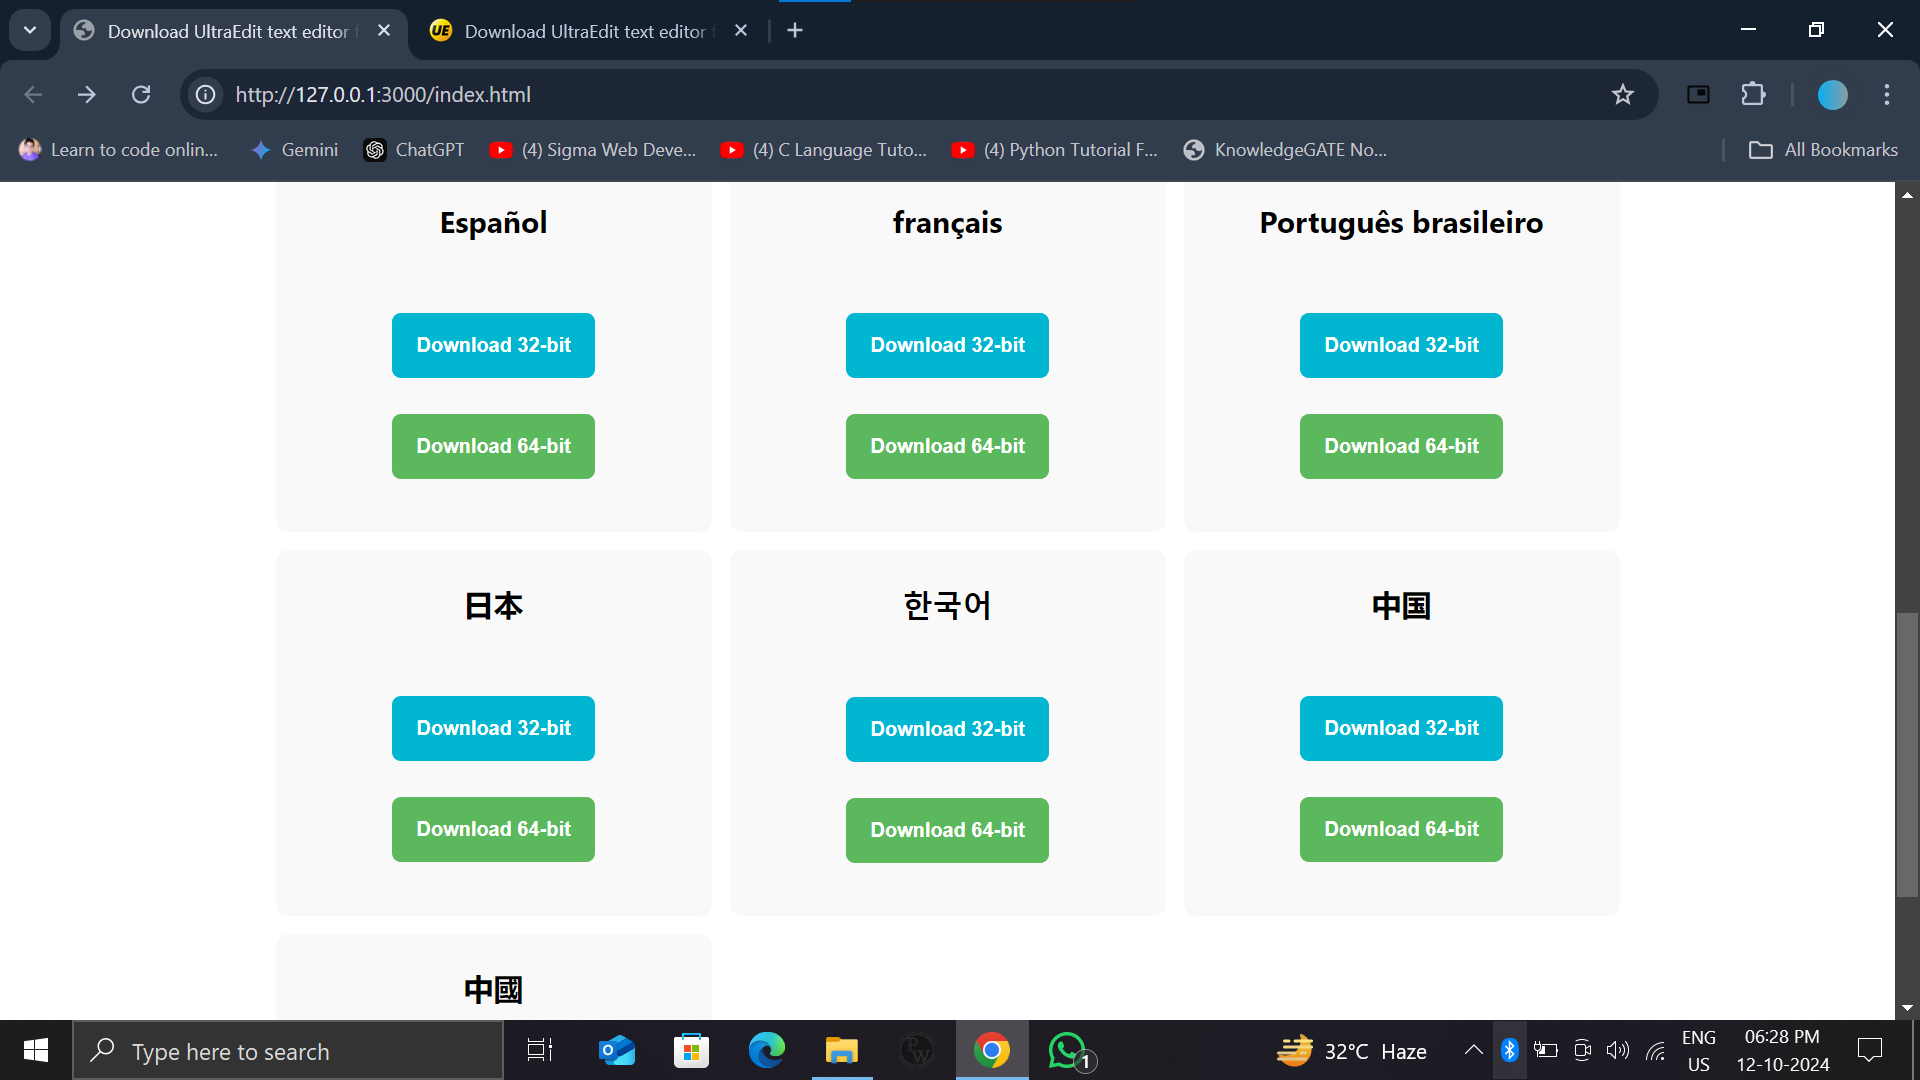 Download UltraEdit text editor
Download UltraEdit text editor
http://127.0.0.1:3000/index.html
Learn to code onlin...
Gemini
ChatGPT
(4) Sigma Web Deve...
(4) C Language Tuto...
(4) Python Tutorial F...
KnowledgeGATE No...
All Bookmarks
Español
français
Português brasileiro
Download 32-bit
Download 32-bit
Download 32-bit
Download 64-bit
Download 64-bit
Download 64-bit
日本
한국어
中国
Download 32-bit
Download 32-bit
Download 32-bit
Download 64-bit
Download 64-bit
Download 64-bit
中國
Type here to search
1
32°C Haze
ENG
US
06:28 PM
12-10-2024